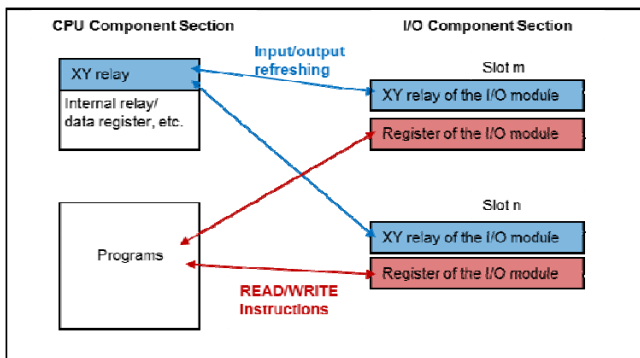 CPU Component Section
I/O Component Section
Input/output
refreshing
Slot m
XY relay
XY relay of the I/O module
Internal relay/
data register, etc.
Register of the I/O module
Slot n
XY relay of the I/O module
Programs
Register of the I/O module
READ/WRITE
Instructions